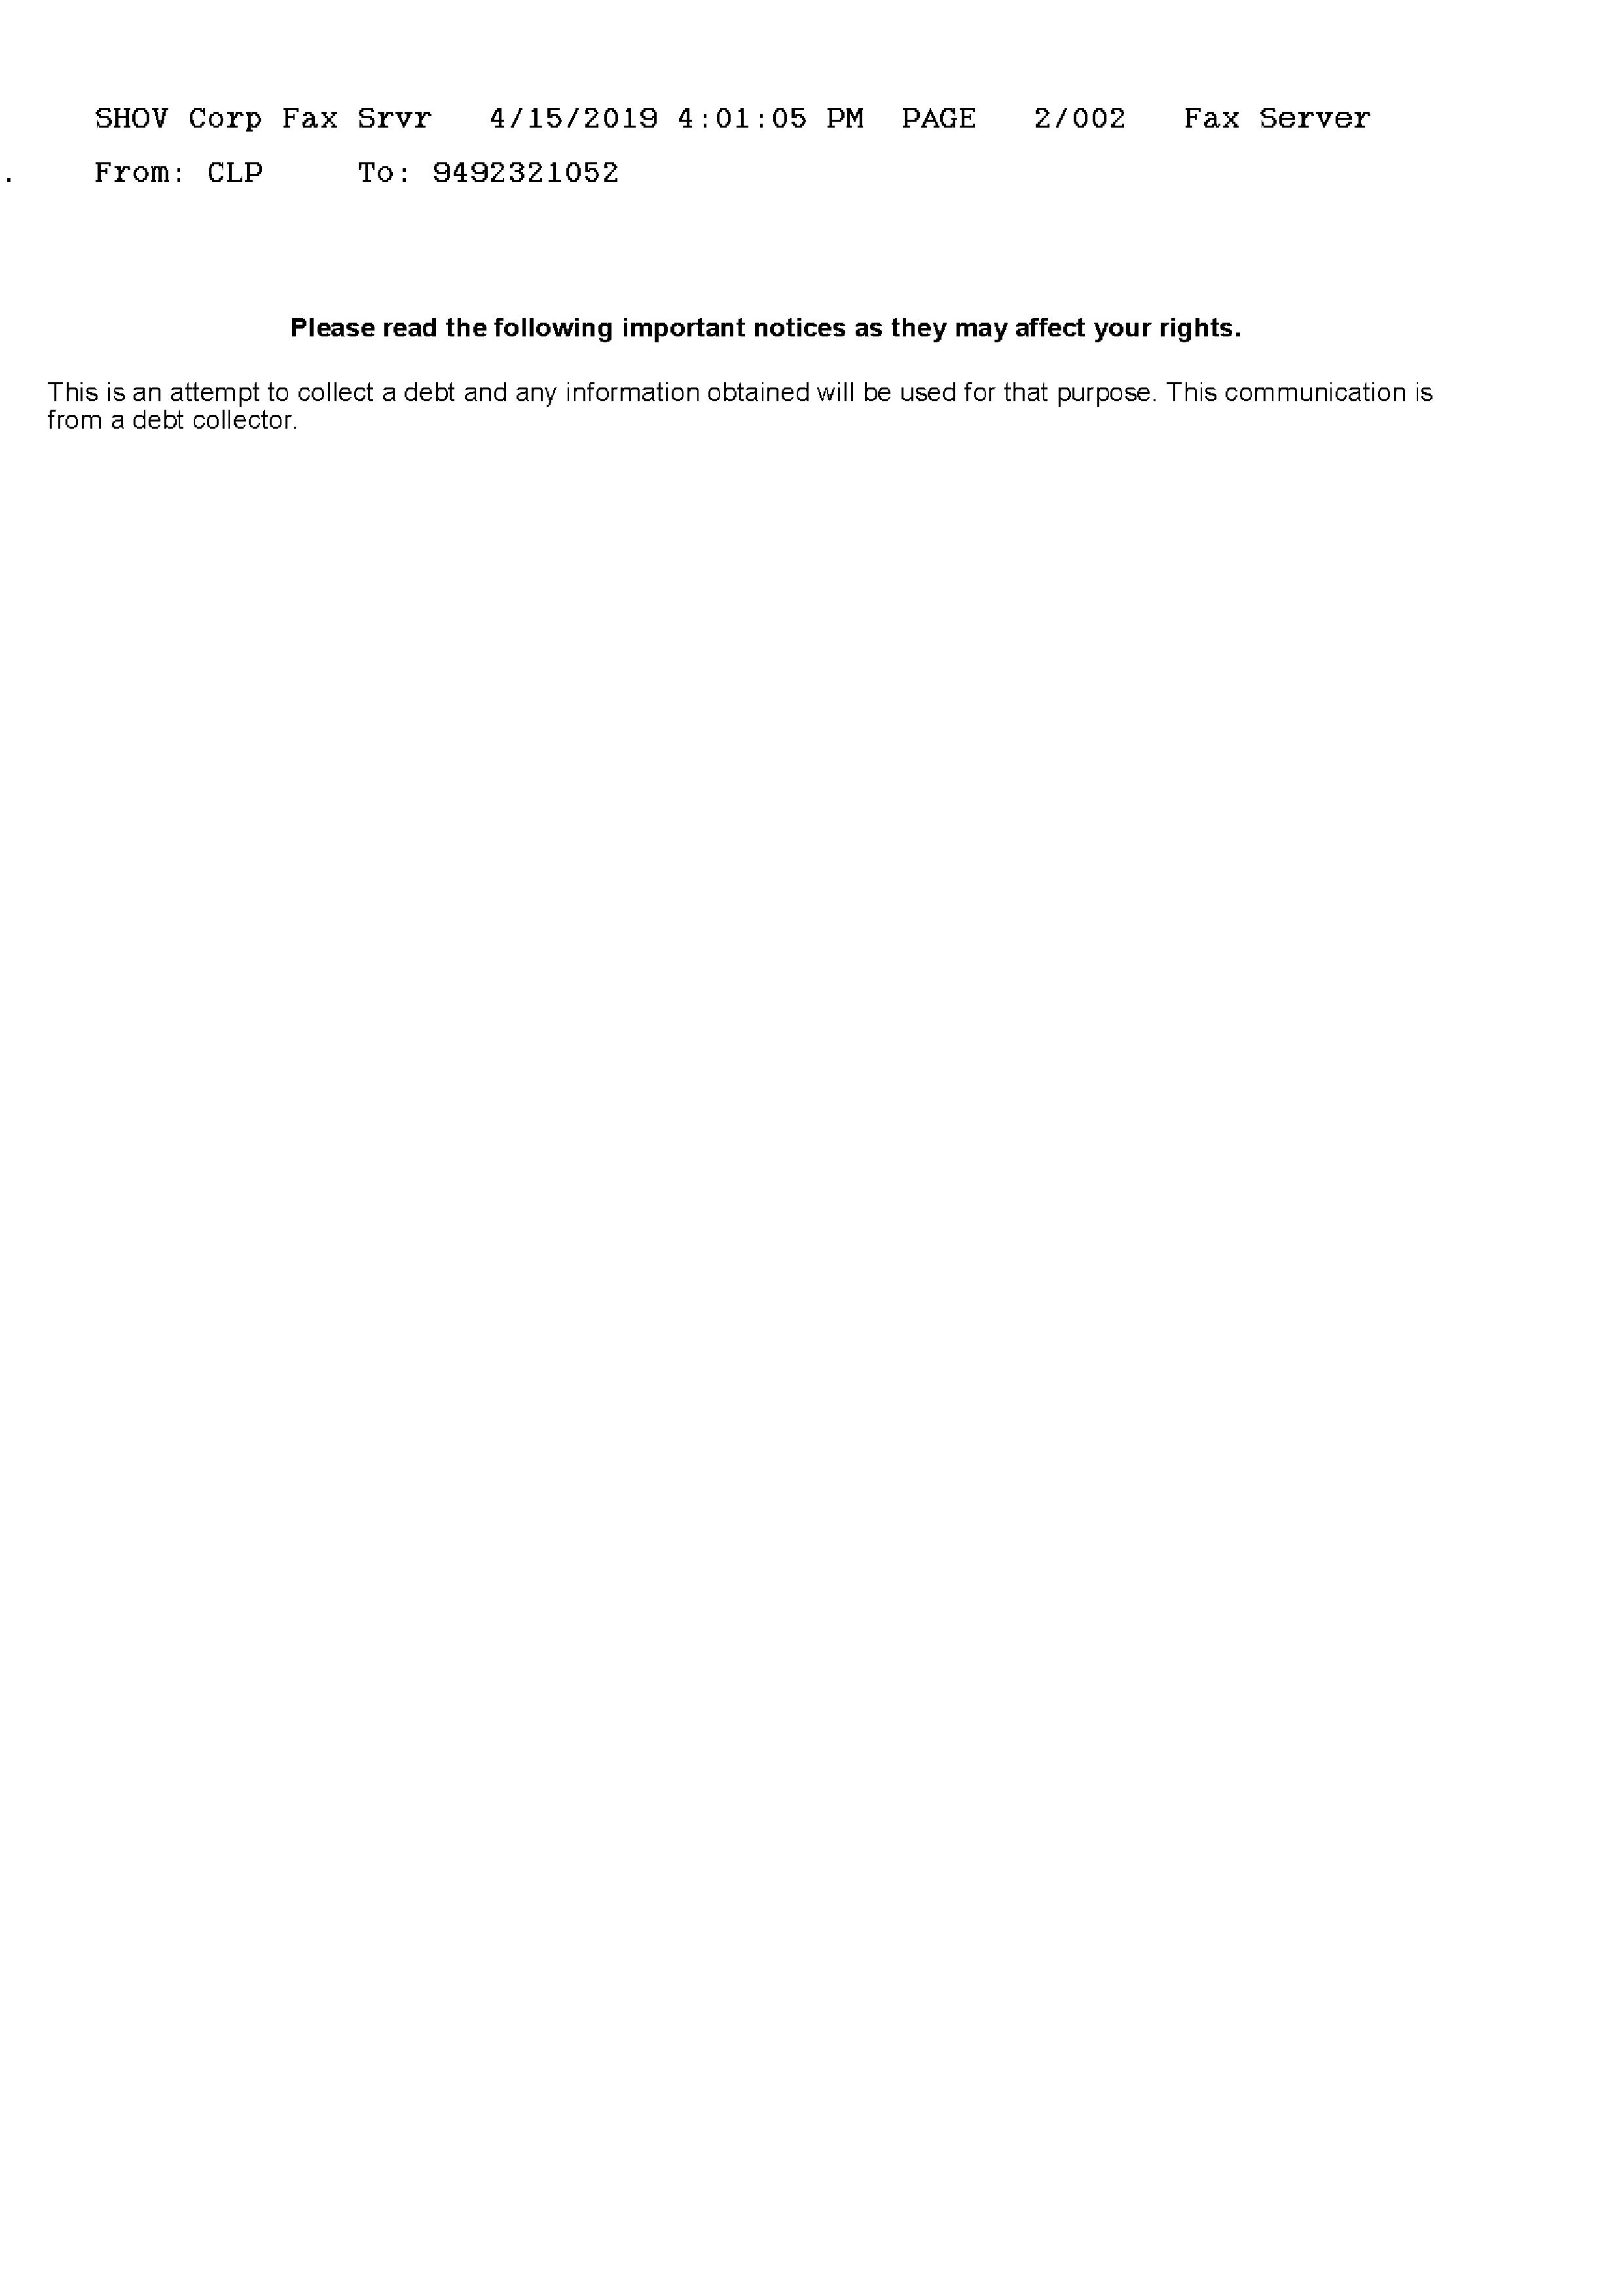 SHOV Corp Fax Srvr   4/15/2019 4:01:05 PM  PAGE   2/002   Fax Server
.    From: CLP     To: 9492321052
Please read the following important notices as they may affect your rights.
This is an attempt to collect a debt and any information obtained will be used for that purpose. This communication is
from a debt collector.